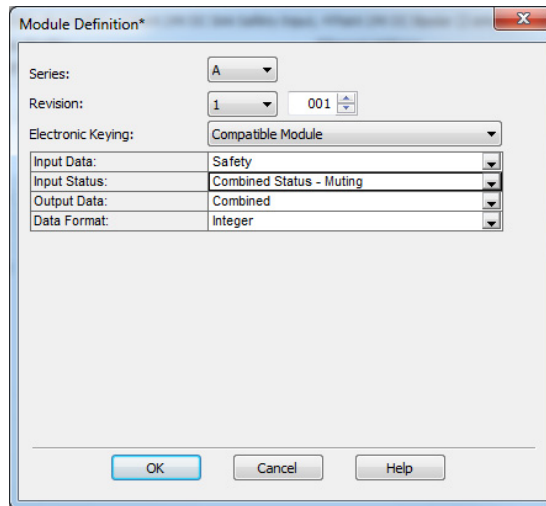 Module Definition*
Series: A
Revision: 1 001
Electronic Keying: Compatible Module
Input Data: Safety
Input Status: Combined Status - Muting
Output Data: Combined
Data Format: Integer
OK Cancel Help